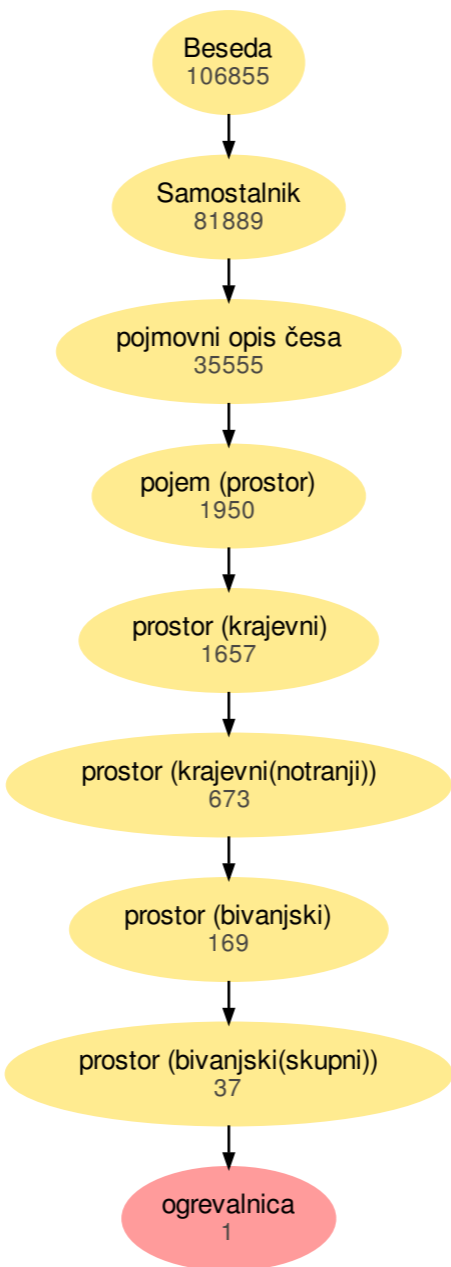 Beseda
106855
Samostalnik
81889
pojmovni opis česa
35555
pojem (prostor)
1950
prostor (krajevni)
1657
prostor (krajevni(notranji))
673
prostor (bivanjski)
169
prostor (bivanjski(skupni))
37
ogrevalnica
1